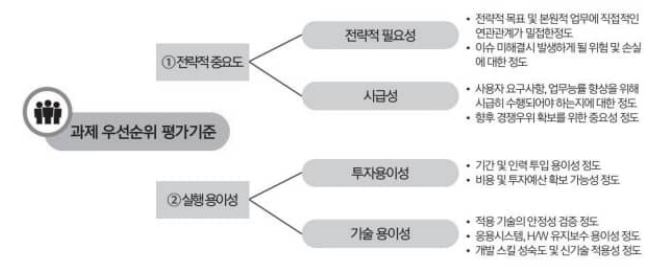 과제 우선순위 평가기준
① 전략적 중요도
전략적 필요성
• 전략적 목표 및 본원적 업무에 직접적인
연관관계가 밀접한정도
• 이슈 미해결시 발생하게 될 위험 및 손실
에 대한 정도
시급성
• 사용자 요구사항, 업무능률 향상을 위해
시급히 수행되어야 하는지에 대한 정도
• 향후 경쟁우위 확보를 위한 중요성 정도
② 실행 용이성
투자용이성
• 기간 및 인력 투입 용이성 정도
• 비용 및 투자예산 확보 가능성 정도
기술 용이성
• 적용 기술의 안정성 검증 정도
• 응용시스템, H/W 유지보수 용이성 정도
• 개발 스킬 성숙도 및 신기술 적용성 정도